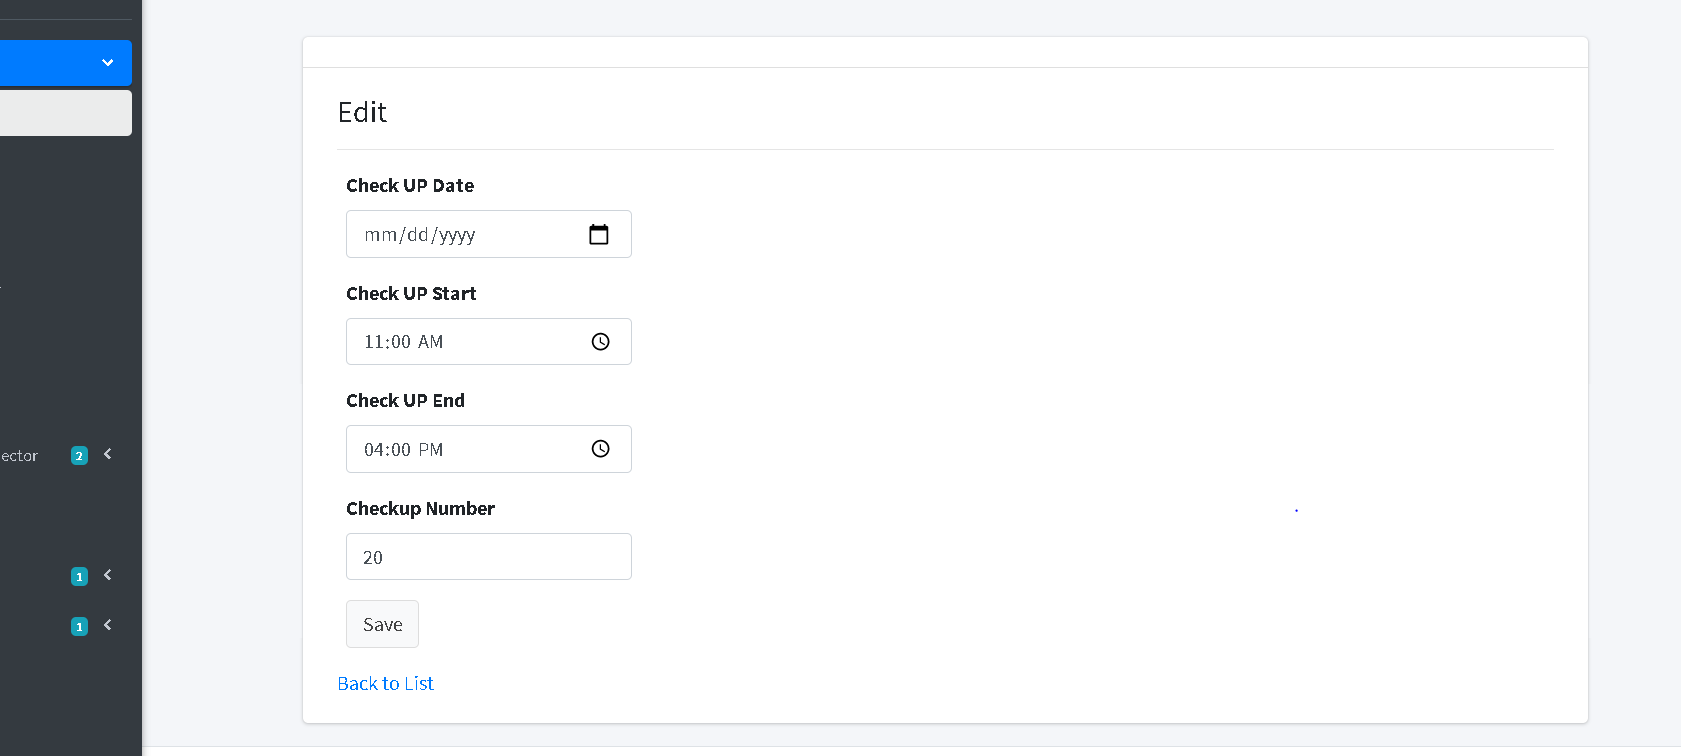 Edit
Check UP Date
mm/dd/yyyy
Check UP Start
11:00 AM
Check UP End
04:00 PM
ector 2
Checkup Number
20
1
Save
1
Back to List